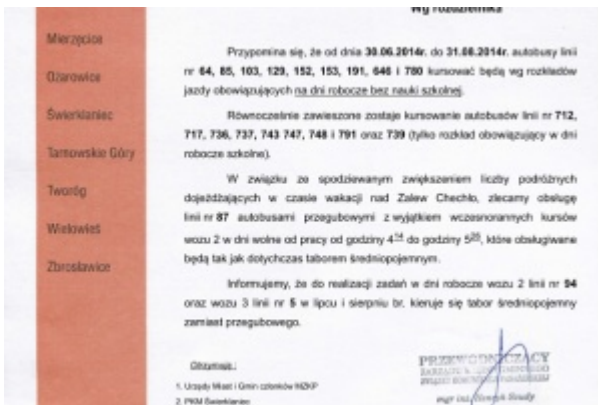 Wg rozdzielnika
Mierzęcice
Ożarowice
Świerklaniec
Tarnowskie Góry
Tworóg
Wielowieś
Zbrosławice
Przypomina się, że od dnia 30.06.2014r. do 31.08.2014r. autobusy linii
nr 64, 85, 103, 129, 152, 153, 191, 646 i 780 kursować będą wg rozkładów
jazdy obowiązujących na dni robocze bez nauki szkolnej.
Równocześnie zawieszone zostaje kursowanie autobusów linii nr 712,
717, 736, 737, 743 747, 748 i 791 oraz 739 (tylko rozkład obowiązujący w dni
robocze szkolne).
W związku ze spodziewanym zwiększeniem liczby podróżnych
dojeżdżających w czasie wakacji nad Zalew Chechło, zlecamy obsługę
linii nr 87 autobusami przegubowymi z wyjątkiem wczesnorannych kursów
wozu 2 w dni wolne od pracy od godziny 4¹⁴ do godziny 5²⁶, które obsługiwane
będą tak jak dotychczas taborem średniopojemnym.
Informujemy, że do realizacji zadań w dni robocze wozu 2 linii nr 94
oraz wozu 3 linii nr 5 w lipcu i sierpniu br. kieruje się tabor średniopojemny
zamiast przegubowego.
Otrzymują:
1. Urzędy Miast i Gmin członków MZKP
2. PKM Świerklaniec
PRZEWODNICZĄCY
mgr inż.